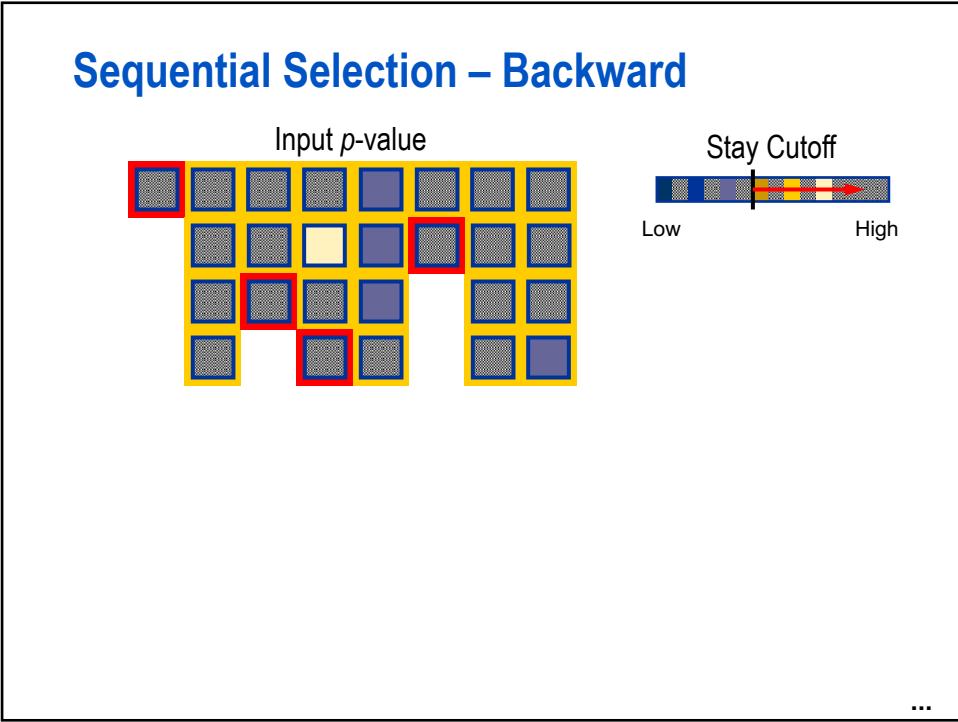 Sequential Selection – Backward
Input p-value
Stay Cutoff
Low High
...